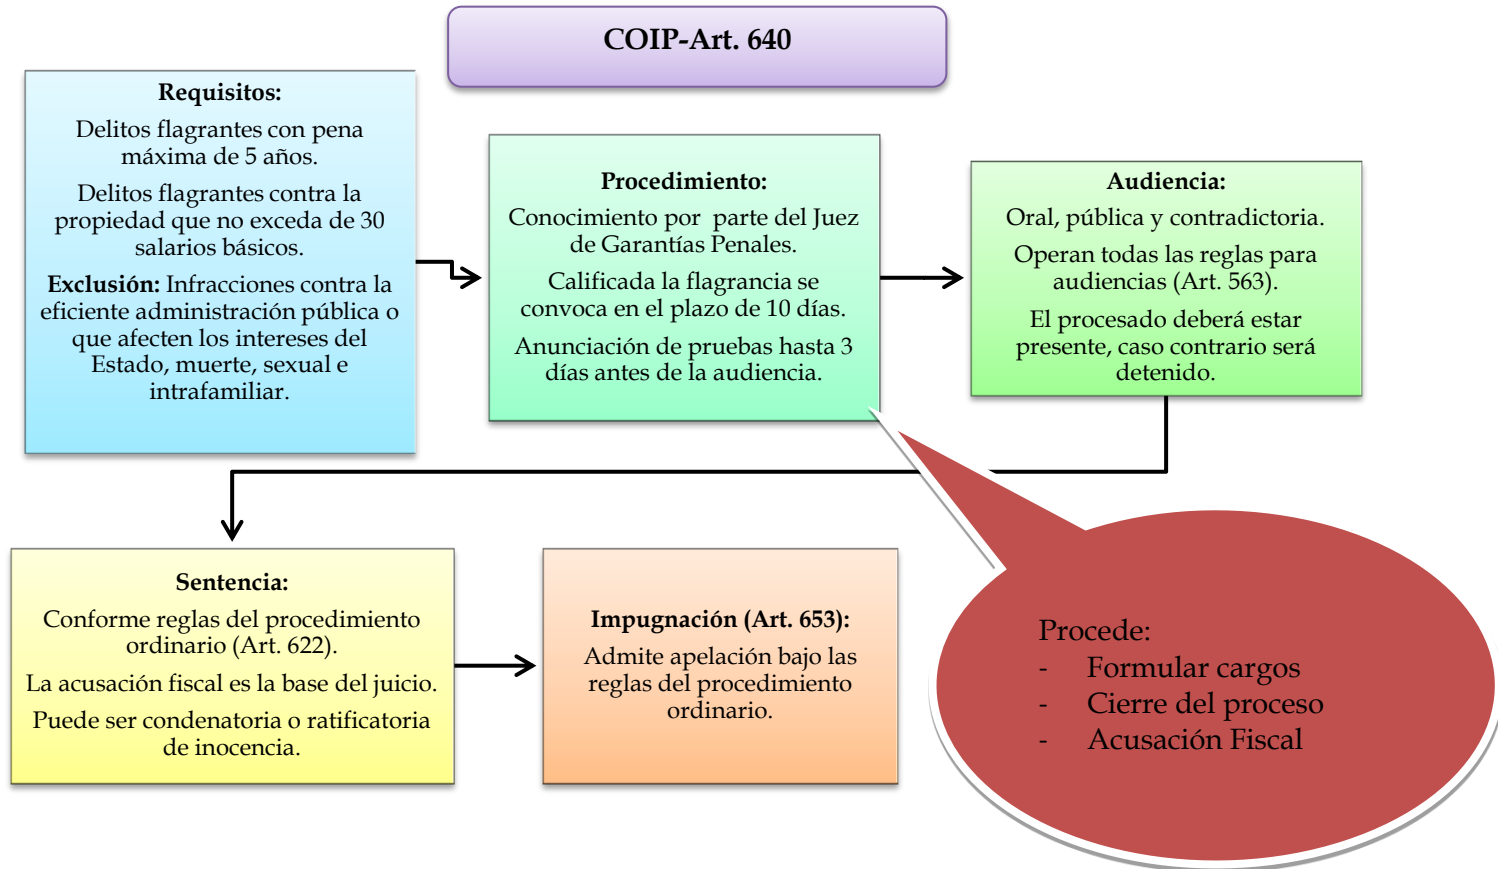 COIP-Art. 640
Requisitos:
Delitos flagrantes con pena
máxima de 5 años.
Delitos flagrantes contra la
propiedad que no exceda de 30
salarios básicos.
Exclusión: Infracciones contra la
eficiente administración pública o
que afecten los intereses del
Estado, muerte, sexual e
intrafamiliar.
Procedimiento:
Conocimiento por parte del Juez
de Garantías Penales.
Calificada la flagrancia se
convoca en el plazo de 10 días.
Anunciación de pruebas hasta 3
días antes de la audiencia.
Audiencia:
Oral, pública y contradictoria.
Operan todas las reglas para
audiencias (Art. 563).
El procesado deberá estar
presente, caso contrario será
detenido.
Sentencia:
Conforme reglas del procedimiento
ordinario (Art. 622).
La acusación fiscal es la base del juicio.
Puede ser condenatoria o ratificatoria
de inocencia.
Impugnación (Art. 653):
Admite apelación bajo las
reglas del procedimiento
ordinario.
Procede:
- Formular cargos
- Cierre del proceso
- Acusación Fiscal